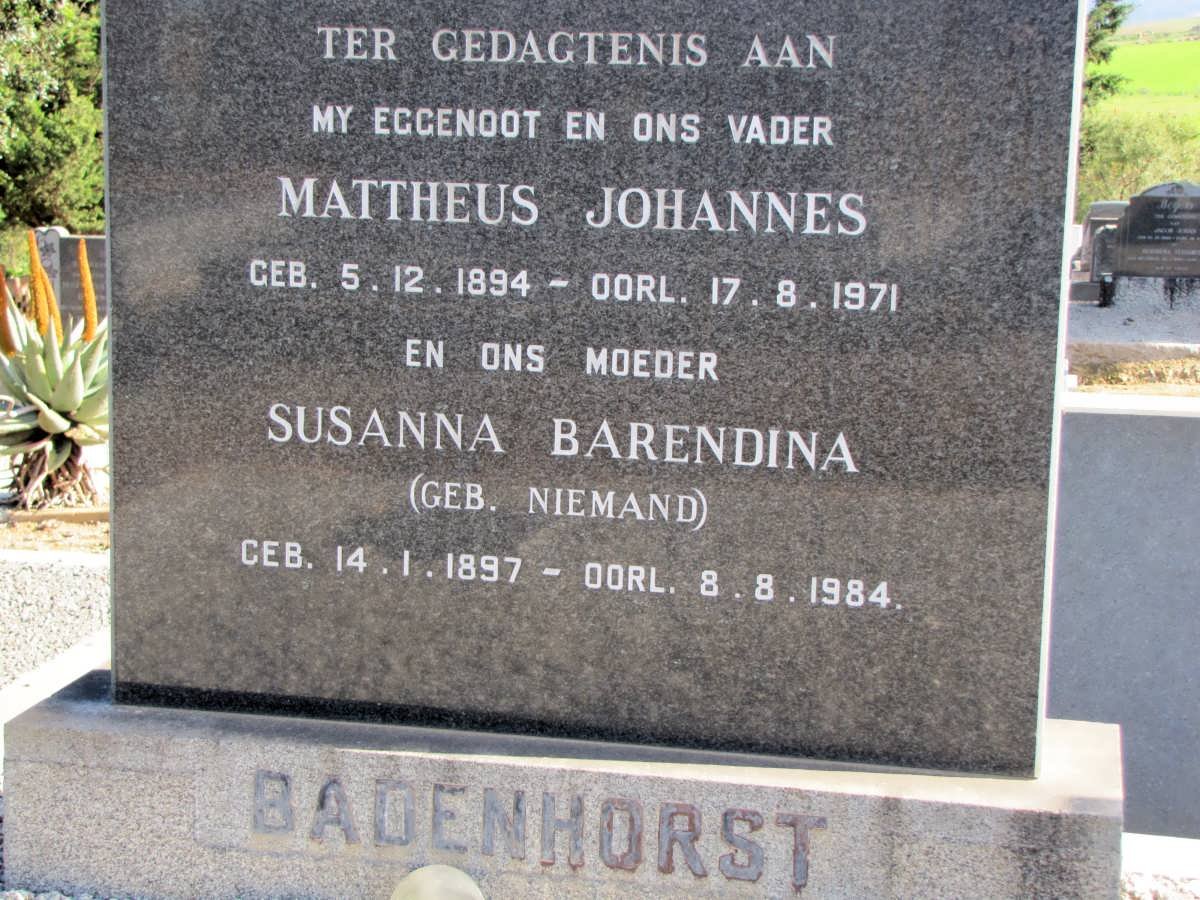 TER GEDAGTENIS AAN
MY EGGENOOT EN ONS VADER
MATTHEUS JOHANNES
GEB. 5.12.1894 - OORL. 17.8.1971
EN ONS MOEDER
SUSANNA BARENDINA
(GEB. NIEMAND)
GEB. 14.1.1897 - OORL. 8.8.1984.
BADENHORST